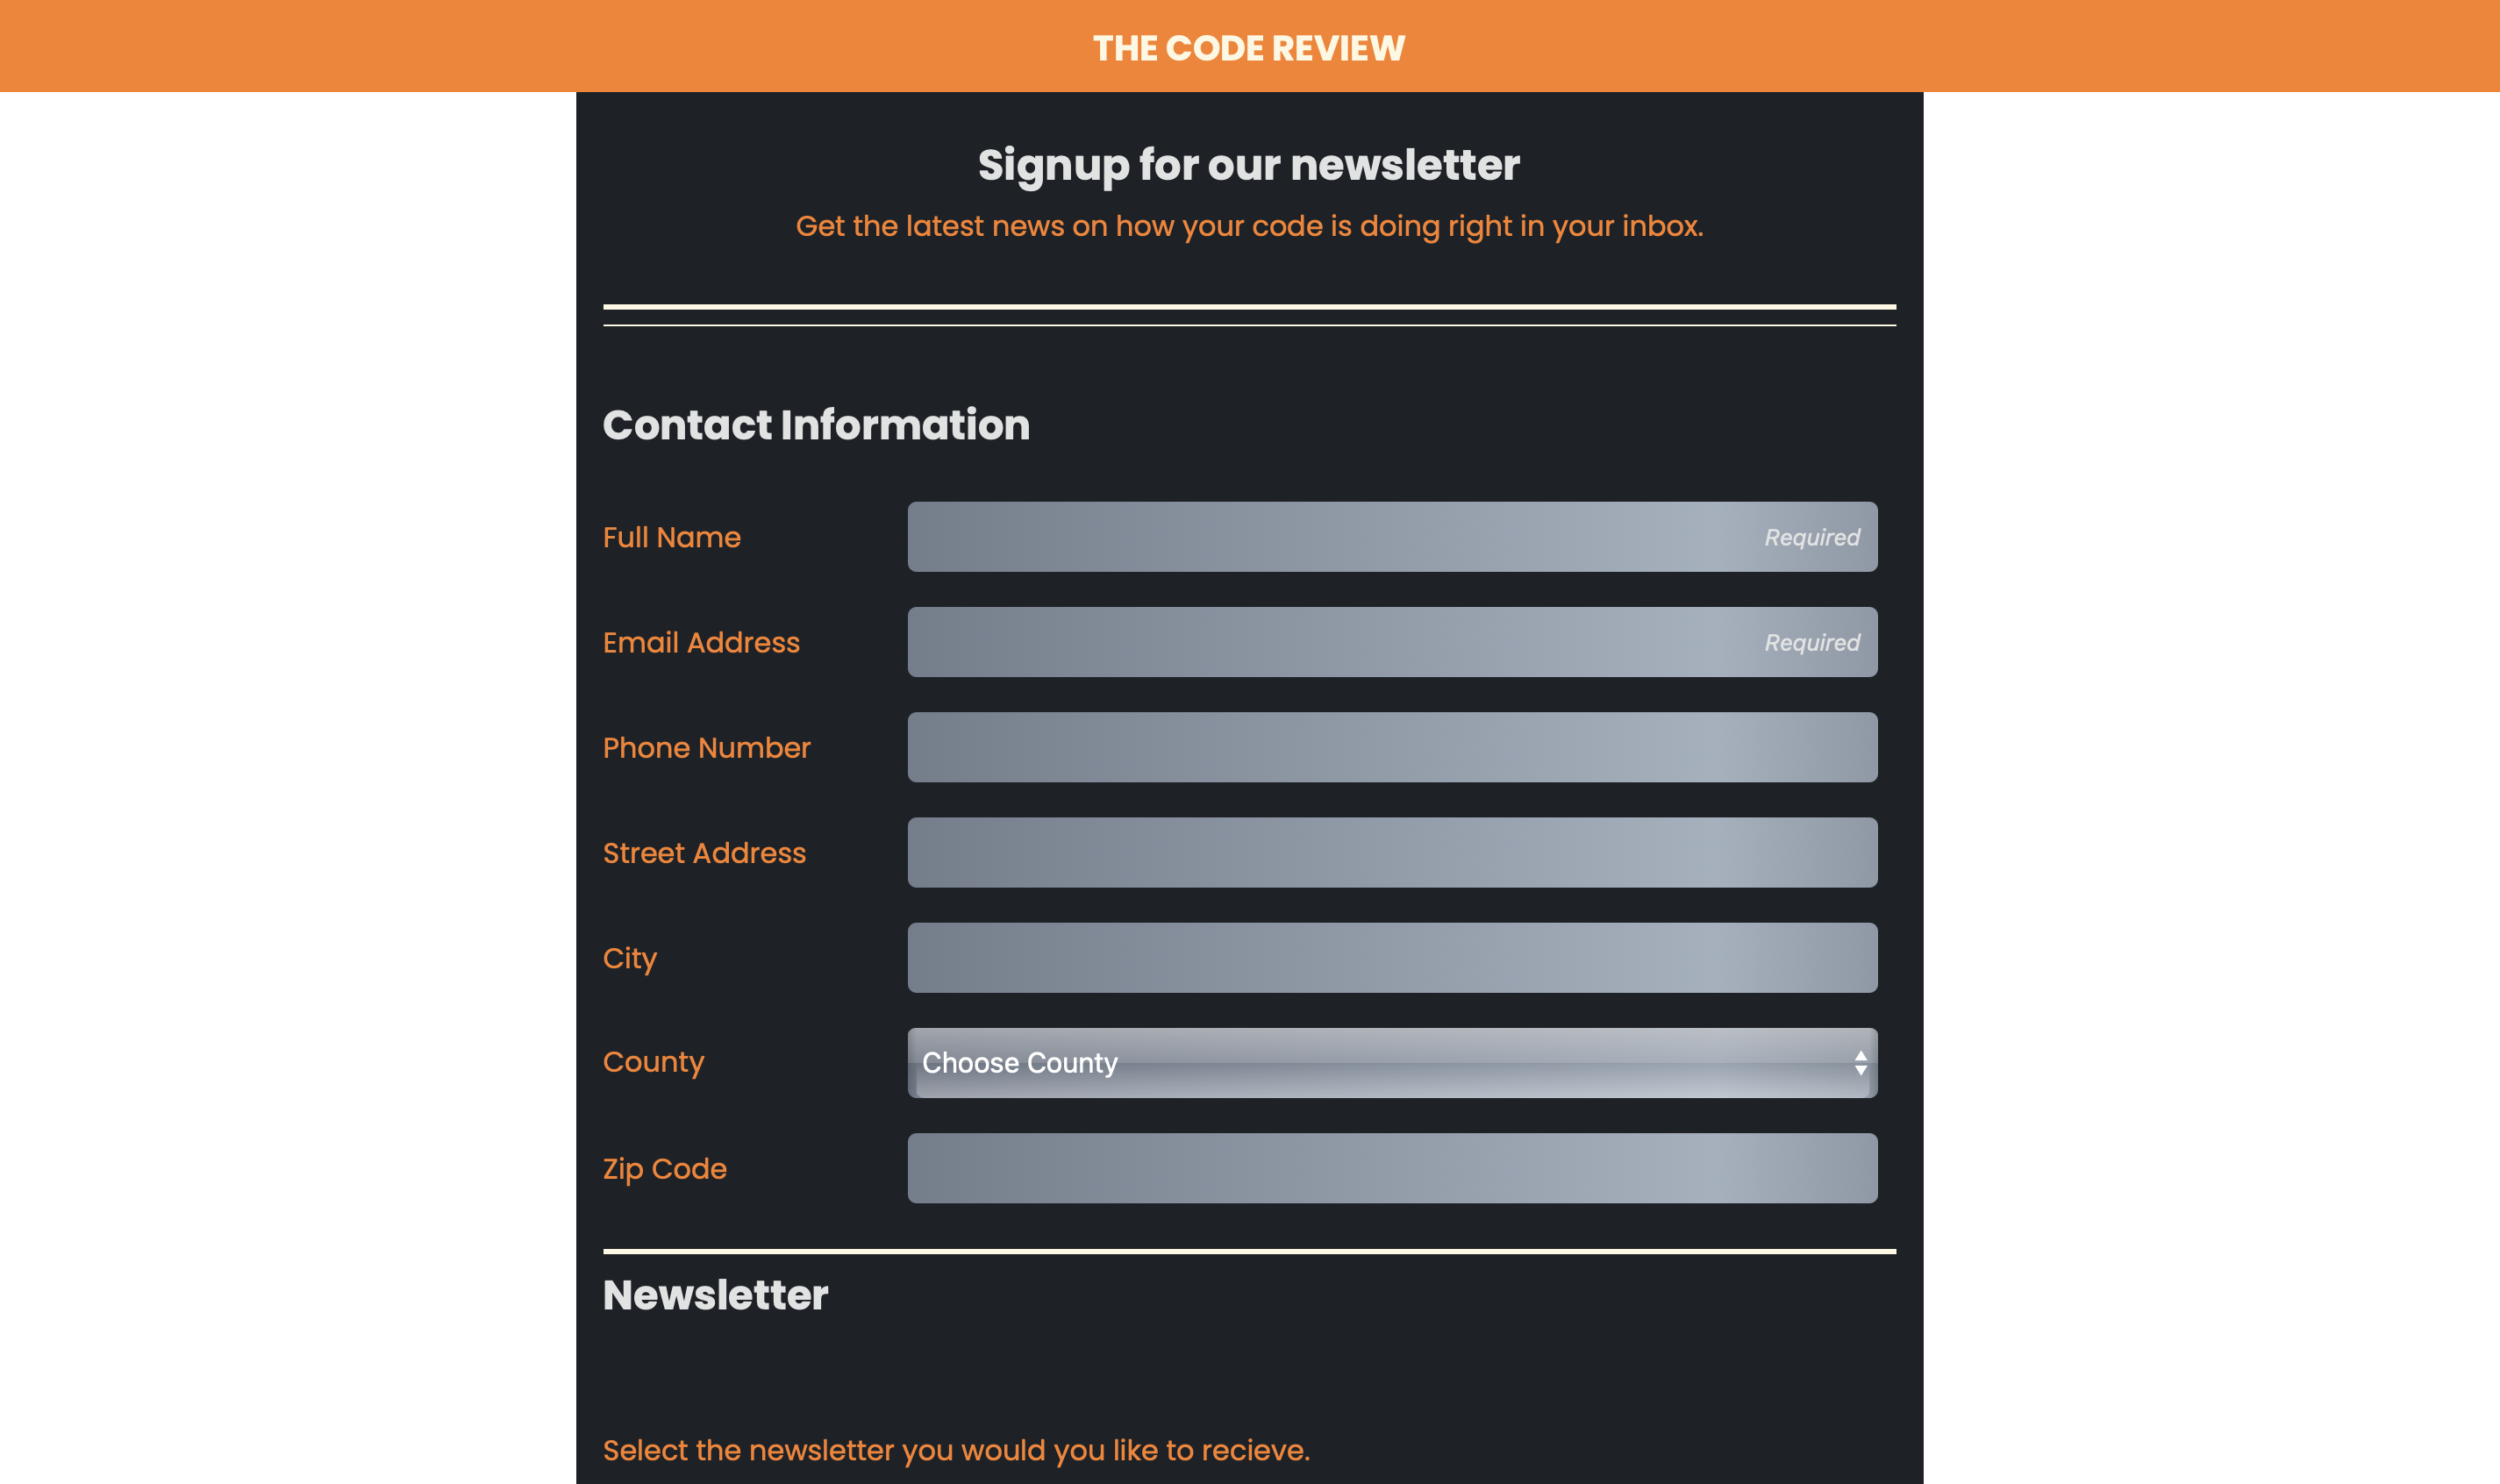 THE CODE REVIEW
Signup for our newsletter
Get the latest news on how your code is doing right in your inbox.
Contact Information
Full Name
Required
Email Address
Required
Phone Number
Street Address
City
County
Choose County
Zip Code
Newsletter
Select the newsletter you would you like to recieve.